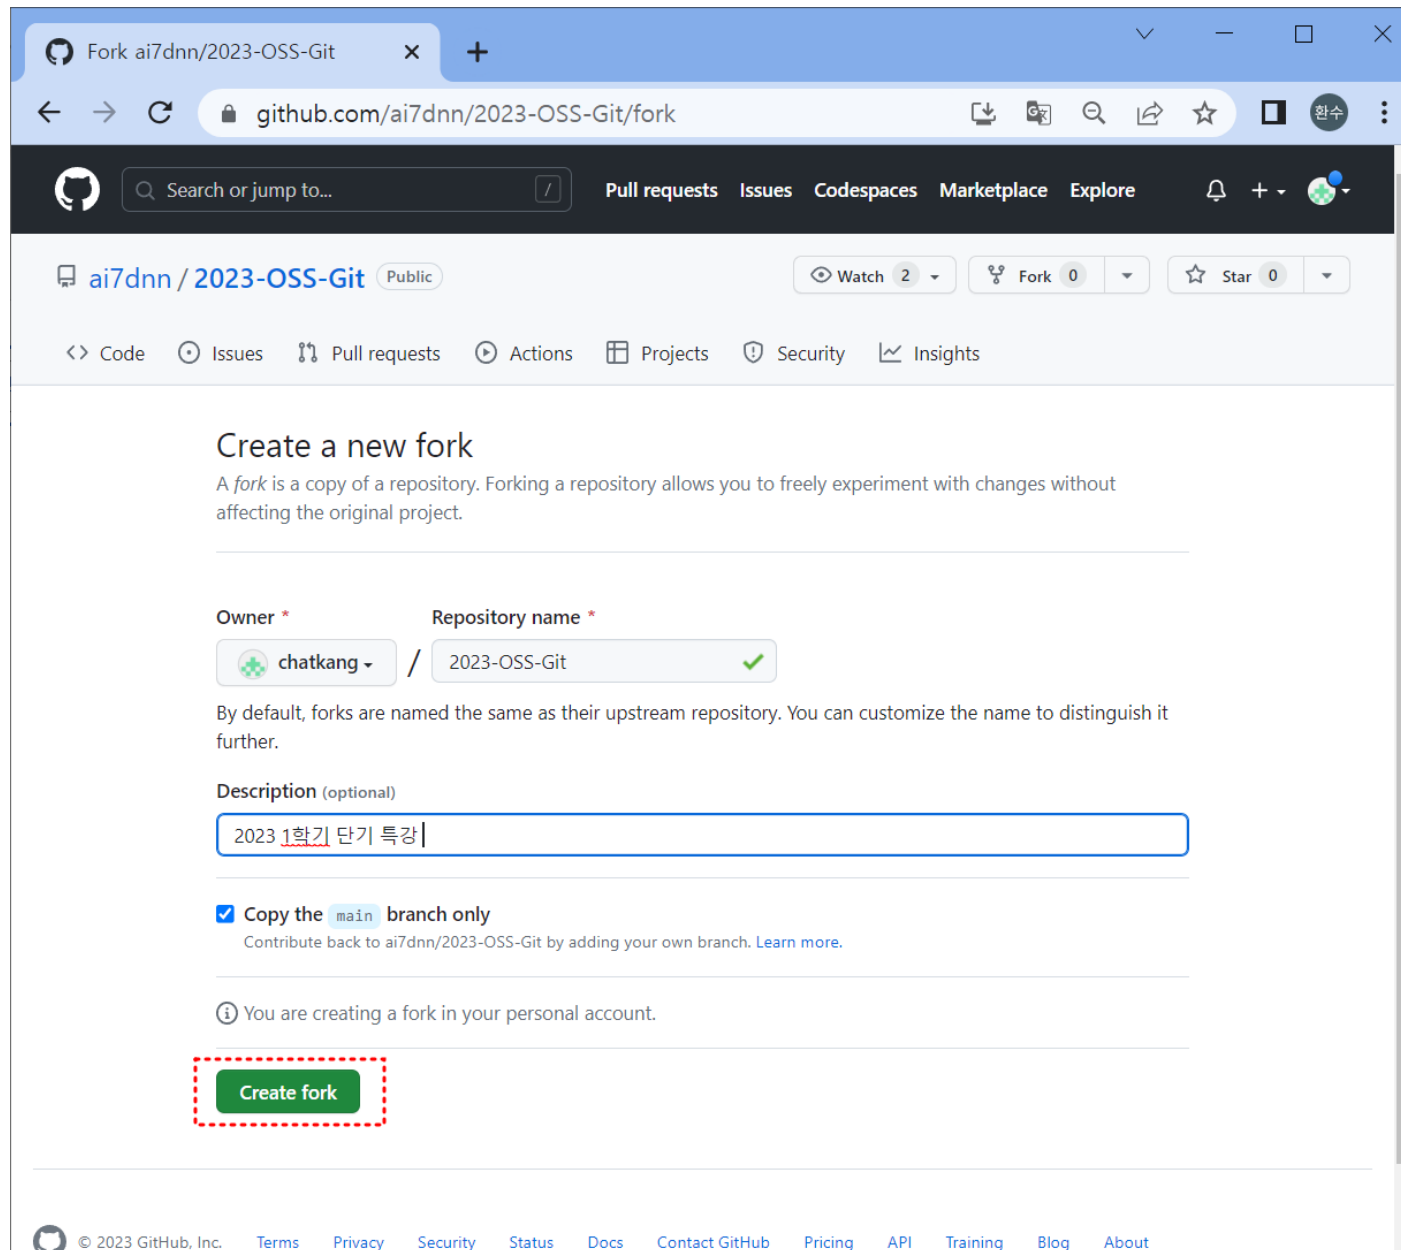 Fork ai7dnn/2023-OSS-Git
github.com/ai7dnn/2023-OSS-Git/fork
환수
Search or jump to... /
Pull requests Issues Codespaces Marketplace Explore
ai7dnn / 2023-OSS-Git Public
Watch 2 Fork 0 Star 0
Code Issues Pull requests Actions Projects Security Insights
Create a new fork
A fork is a copy of a repository. Forking a repository allows you to freely experiment with changes without
affecting the original project.
Owner * Repository name *
chatkang / 2023-OSS-Git
By default, forks are named the same as their upstream repository. You can customize the name to distinguish it
further.
Description (optional)
2023 1학기 단기 특강
Copy the main branch only
Contribute back to ai7dnn/2023-OSS-Git by adding your own branch. Learn more.
You are creating a fork in your personal account.
Create fork
© 2023 GitHub, Inc. Terms Privacy Security Status Docs Contact GitHub Pricing API Training Blog About